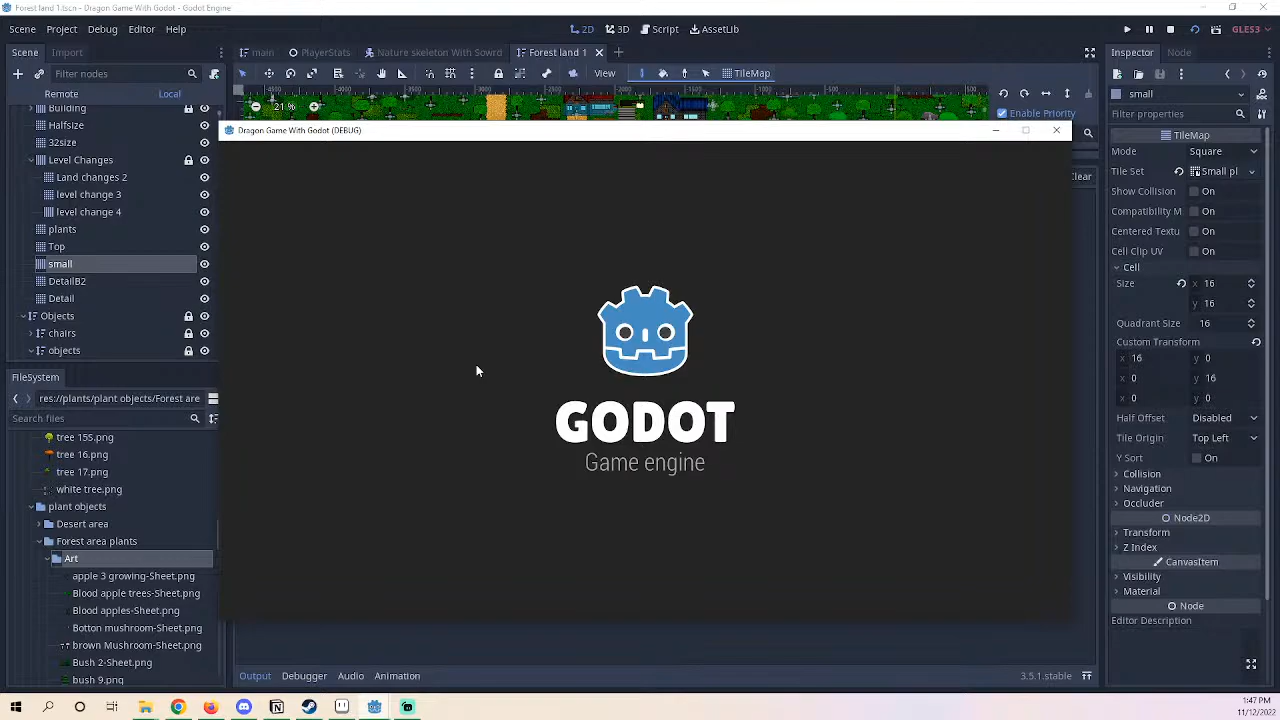 Forest land 1.tscn - Dragon Game With Godot - Godot Engine
Scene Project Debug Editor Help
2D 3D Script AssetLib
GLES3
Scene Import
main PlayerStats Nature skeleton With Sowrd Forest land 1
Inspector Node
Filter nodes
View TileMap
Remote Local
21 %
small
Enable Priority
Filter properties
Clear
Building
Halfsize
32size
Level Changes
Land changes 2
level change 3
level change 4
plants
Top
small
DetailB2
Detail
Objects
chairs
objects
FileSystem
res://plants/plant objects/Forest are
Search files
tree 155.png
tree 16.png
tree 17.png
white tree.png
plant objects
Desert area
Forest area plants
Art
apple 3 growing-Sheet.png
Blood apple trees-Sheet.png
Blood apples-Sheet.png
Botton mushroom-Sheet.png
brown Mushroom-Sheet.png
Bush 2-Sheet.png
bush 9.png
Dragon Game With Godot (DEBUG)
GODOT
Game engine
Output Debugger Audio Animation
3.5.1.stable
TileMap
Mode Square
Tile Set Small pl
Show Collision On
Compatibility M On
Centered Textu On
Cell Clip UV On
Cell
Size x 16
y 16
Quadrant Size 16
Custom Transform
x 16 y 0
x 0 y 16
x 0 y 0
Half Offset Disabled
Tile Origin Top Left
Y Sort On
Collision
Navigation
Occluder
Node2D
Transform
Z Index
CanvasItem
Visibility
Material
Node
Editor Description
1:47 PM
11/12/2022